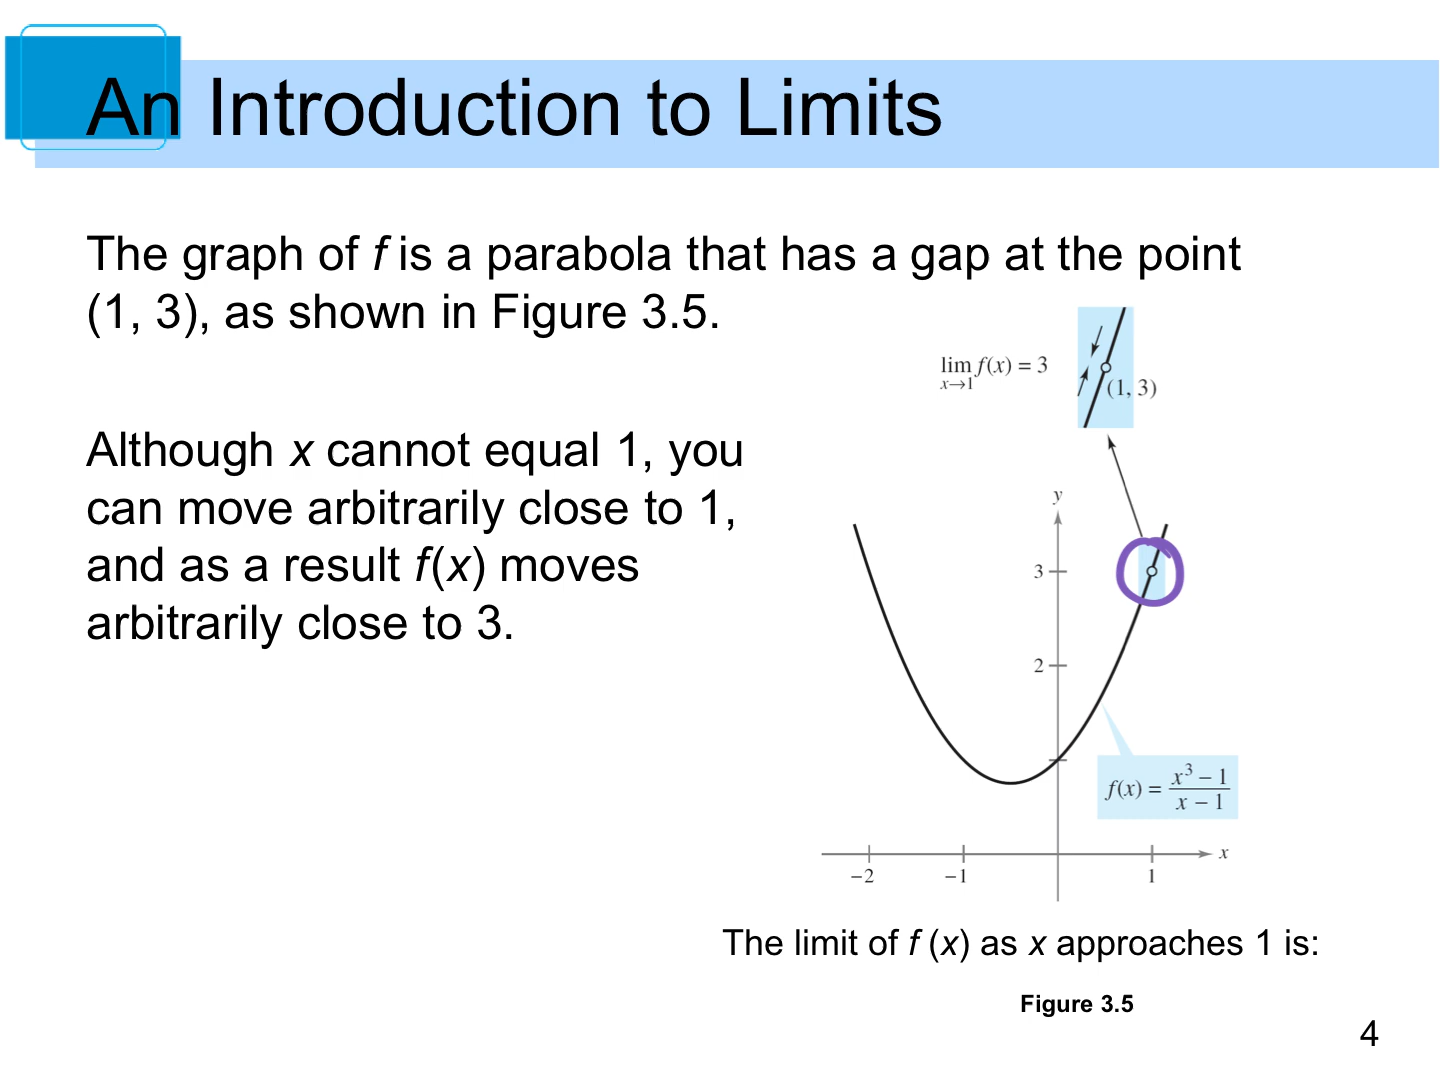 An Introduction to Limits
The graph of f is a parabola that has a gap at the point
(1, 3), as shown in Figure 3.5.
Although x cannot equal 1, you
can move arbitrarily close to 1,
and as a result f(x) moves
arbitrarily close to 3.
lim f(x) = 3
x→1
(1, 3)
y
3
2
f(x) = x³ − 1
x − 1
x
−2 −1 1
The limit of f (x) as x approaches 1 is:
Figure 3.5
4